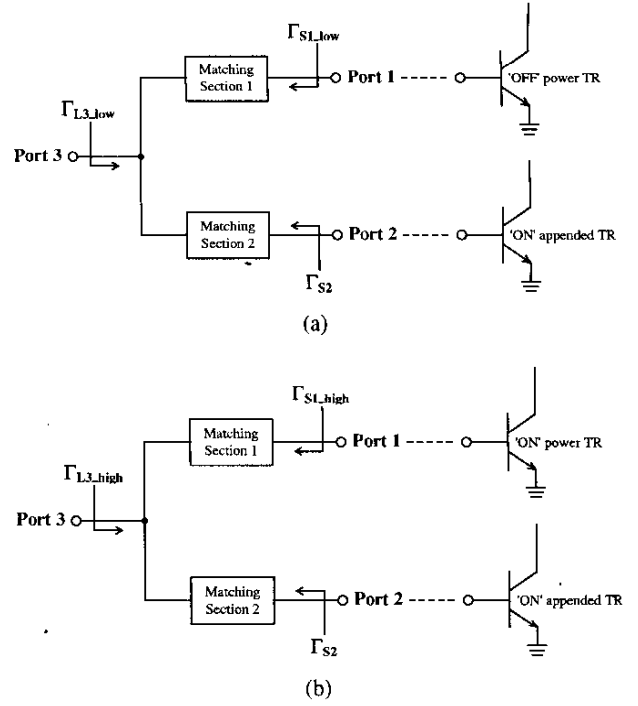 ΓS1_low
Matching
Section 1
Port 1
'OFF' power TR
ΓL3_low
Port 3
Matching
Section 2
Port 2
'ON' appended TR
ΓS2
(a)
ΓS1_high
Matching
Section 1
Port 1
'ON' power TR
ΓL3_high
Port 3
Matching
Section 2
Port 2
'ON' appended TR
ΓS2
(b)